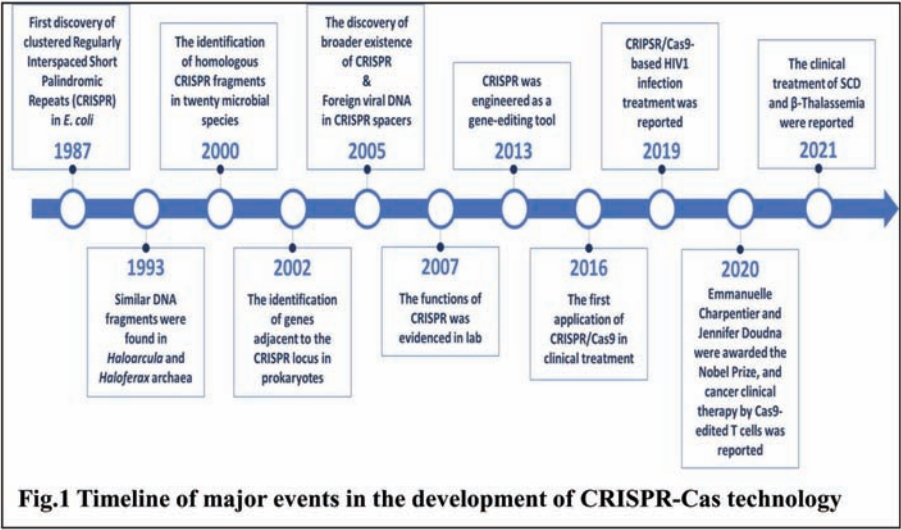 First discovery of
clustered Regularly
Interspaced Short
Palindromic
Repeats (CRISPR)
in E. coli
1987
The identification
of homologous
CRISPR fragments
in twenty microbial
species
2000
The discovery of
broader existence
of CRISPR
&
Foreign viral DNA
in CRISPR spacers
2005
CRISPR was
engineered as a
gene-editing tool
2013
CRIPSR/Cas9-
based HIV1
infection
treatment was
reported
2019
The clinical
treatment of SCD
and β-Thalassemia
were reported
2021
1993
Similar DNA
fragments were
found in
Haloarcula and
Haloferax archaea
2002
The identification
of genes
adjacent to the
CRISPR locus in
prokaryotes
2007
The functions of
CRISPR was
evidenced in lab
2016
The first
application of
CRISPR/Cas9 in
clinical treatment
2020
Emmanuelle
Charpentier and
Jennifer Doudna
were awarded the
Nobel Prize, and
cancer clinical
therapy by Cas9-
edited T cells was
reported
Fig.1 Timeline of major events in the development of CRISPR-Cas technology